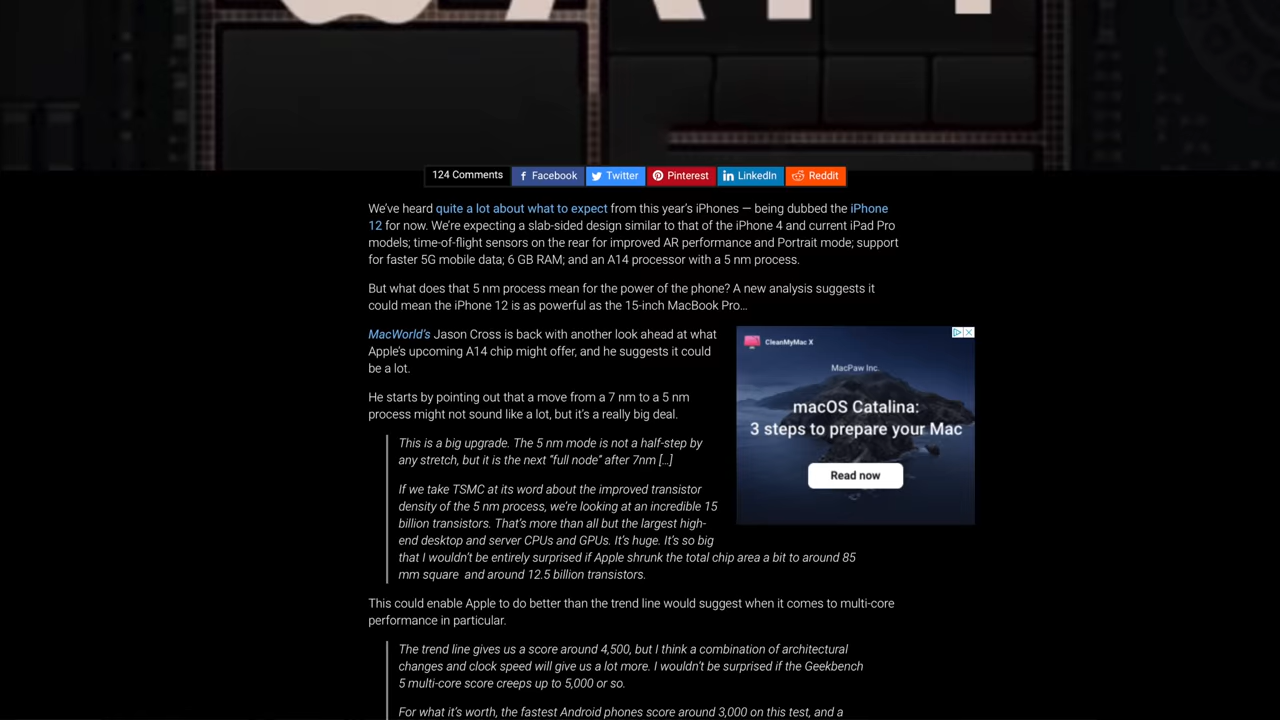 124 Comments Facebook Twitter Pinterest LinkedIn Reddit
We've heard quite a lot about what to expect from this year's iPhones — being dubbed the iPhone
12 for now. We're expecting a slab-sided design similar to that of the iPhone 4 and current iPad Pro
models; time-of-flight sensors on the rear for improved AR performance and Portrait mode; support
for faster 5G mobile data; 6 GB RAM; and an A14 processor with a 5 nm process.
But what does that 5 nm process mean for the power of the phone? A new analysis suggests it
could mean the iPhone 12 is as powerful as the 15-inch MacBook Pro…
MacWorld's Jason Cross is back with another look ahead at what
Apple's upcoming A14 chip might offer, and he suggests it could
be a lot.
He starts by pointing out that a move from a 7 nm to a 5 nm
process might not sound like a lot, but it's a really big deal.
This is a big upgrade. The 5 nm mode is not a half-step by
any stretch, but it is the next "full node" after 7nm […]
If we take TSMC at its word about the improved transistor
density of the 5 nm process, we're looking at an incredible 15
billion transistors. That's more than all but the largest high-
end desktop and server CPUs and GPUs. It's huge. It's so big
that I wouldn't be entirely surprised if Apple shrunk the total chip area a bit to around 85
mm square and around 12.5 billion transistors.
CleanMyMac X
MacPaw Inc.
macOS Catalina:
3 steps to prepare your Mac
Read now
This could enable Apple to do better than the trend line would suggest when it comes to multi-core
performance in particular.
The trend line gives us a score around 4,500, but I think a combination of architectural
changes and clock speed will give us a lot more. I wouldn't be surprised if the Geekbench
5 multi-core score creeps up to 5,000 or so.
For what it's worth, the fastest Android phones score around 3,000 on this test, and a